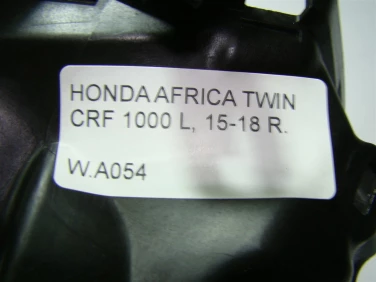 HONDA AFRICA TWIN
CRF 1000 L, 15-18 R.
W.A054